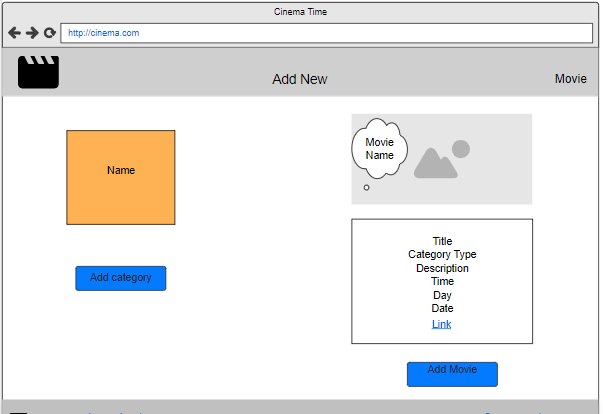 Cinema Time
http://cinema.com
Add New
Movie
Name
Add category
Movie
Name
Title
Category Type
Description
Time
Day
Date
Link
Add Movie